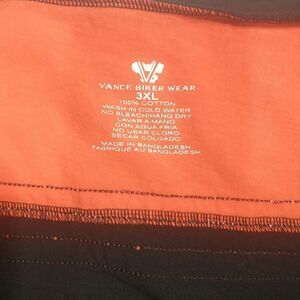 VANCE BIKER WEAR
3XL
100% COTTON
WASH IN COLD WATER
NO BLEACH/HANG DRY
LAVAR A MANO
CON AGUA FRIA
NO USAR CLORO
SECAR COLGADO
MADE IN BANGLADESH
FABRIQUE AU BANGLADESH